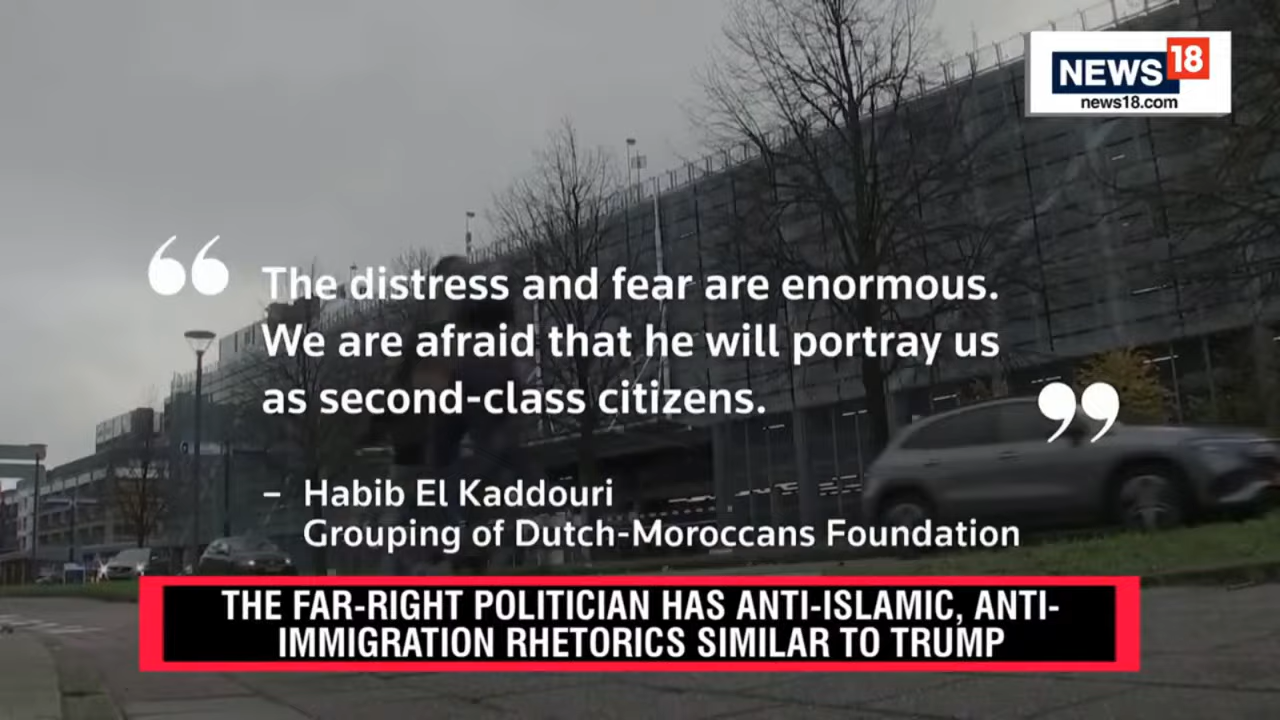 NEWS 18
news18.com
“The distress and fear are enormous.
We are afraid that he will portray us
as second-class citizens.”
– Habib El Kaddouri
Grouping of Dutch-Moroccans Foundation
THE FAR-RIGHT POLITICIAN HAS ANTI-ISLAMIC, ANTI-
IMMIGRATION RHETORICS SIMILAR TO TRUMP